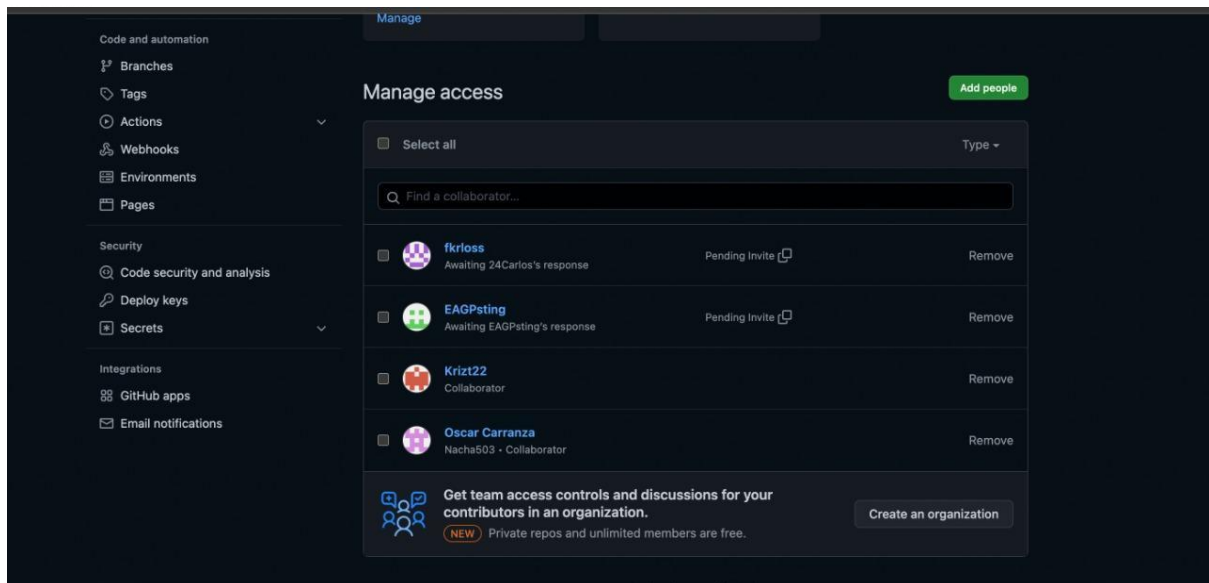 Code and automation
Branches
Tags
Actions
Webhooks
Environments
Pages
Security
Code security and analysis
Deploy keys
Secrets
Integrations
GitHub apps
Email notifications
Manage
Manage access
Add people
Select all
Type
Find a collaborator...
fkrloss
Awaiting 24Carlos's response
Pending Invite
Remove
EAGPsting
Awaiting EAGPsting's response
Pending Invite
Remove
Krizt22
Collaborator
Remove
Oscar Carranza
Nacha503 • Collaborator
Remove
Get team access controls and discussions for your
contributors in an organization.
NEW Private repos and unlimited members are free.
Create an organization